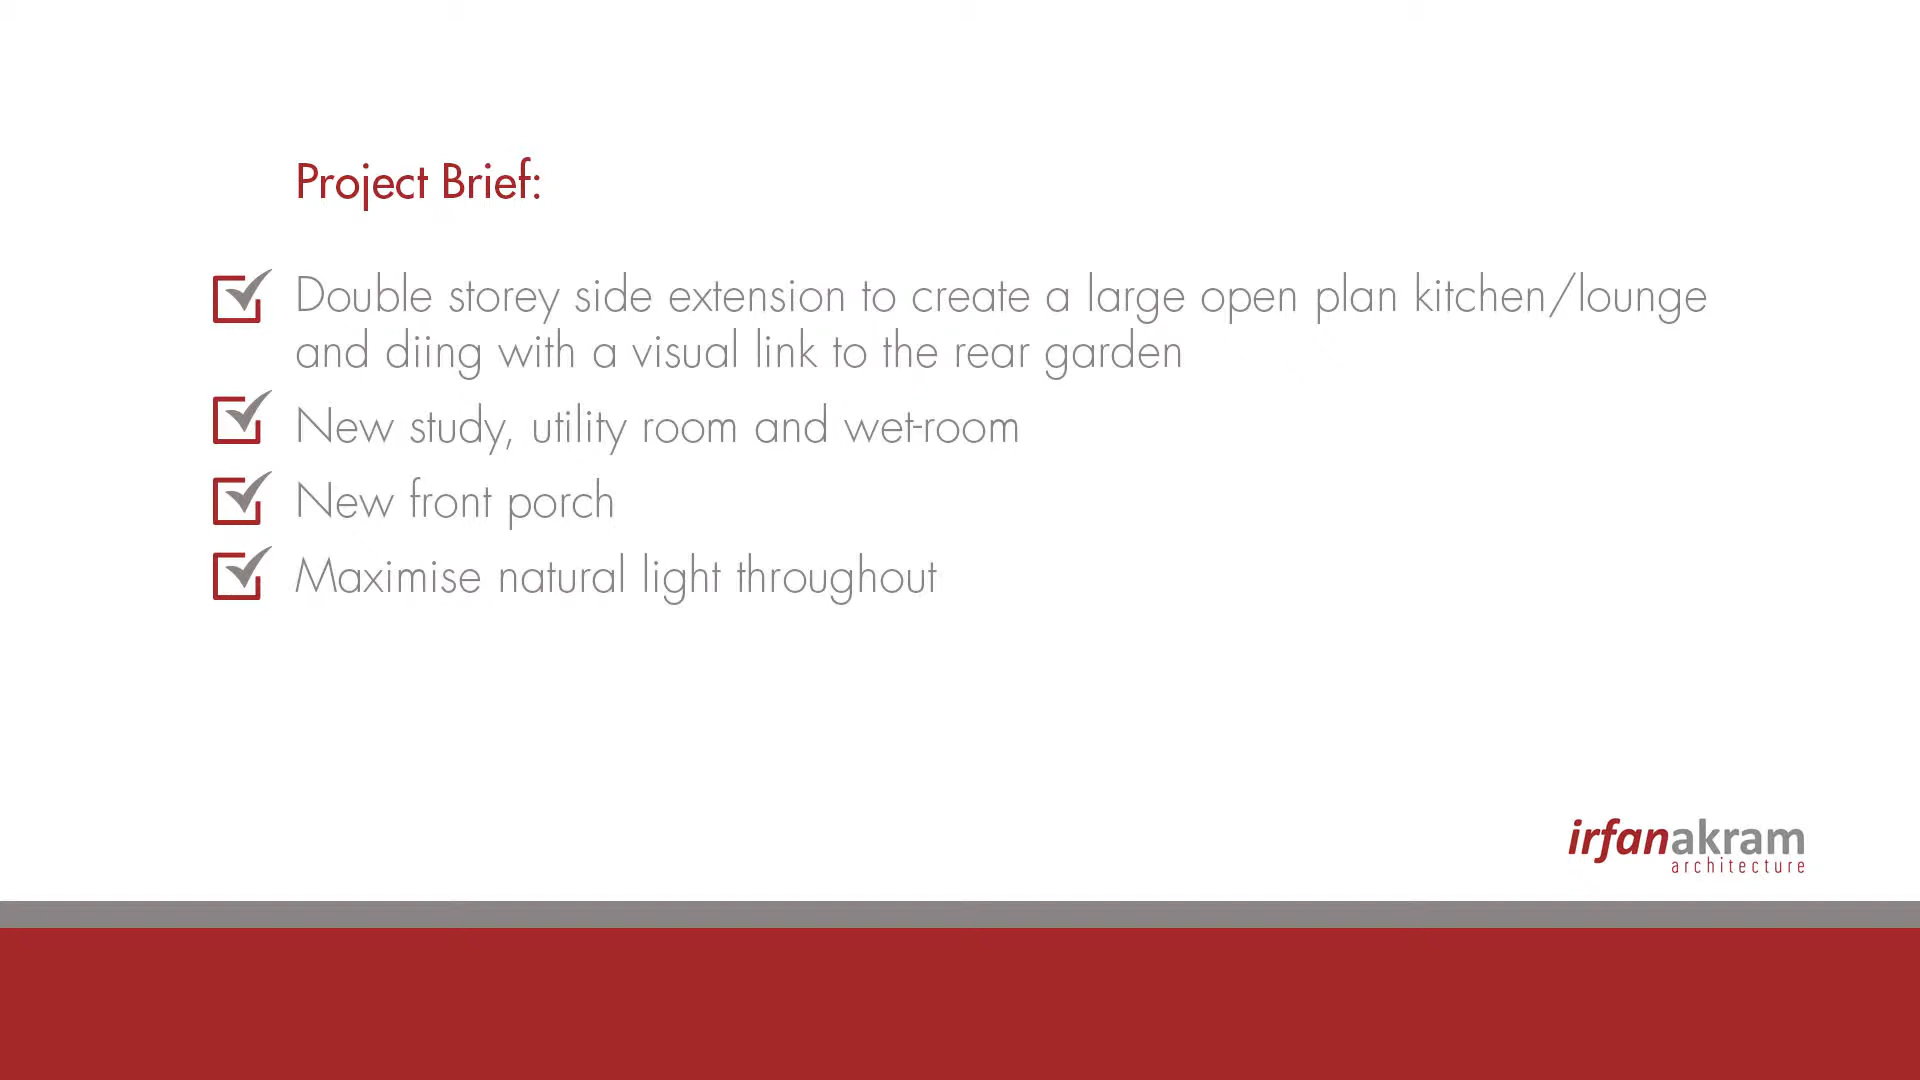 Project Brief:
Double storey side extension to create a large open plan kitchen/lounge
and diing with a visual link to the rear garden
New study, utility room and wet-room
New front porch
Maximise natural light throughout
irfanakram
architecture